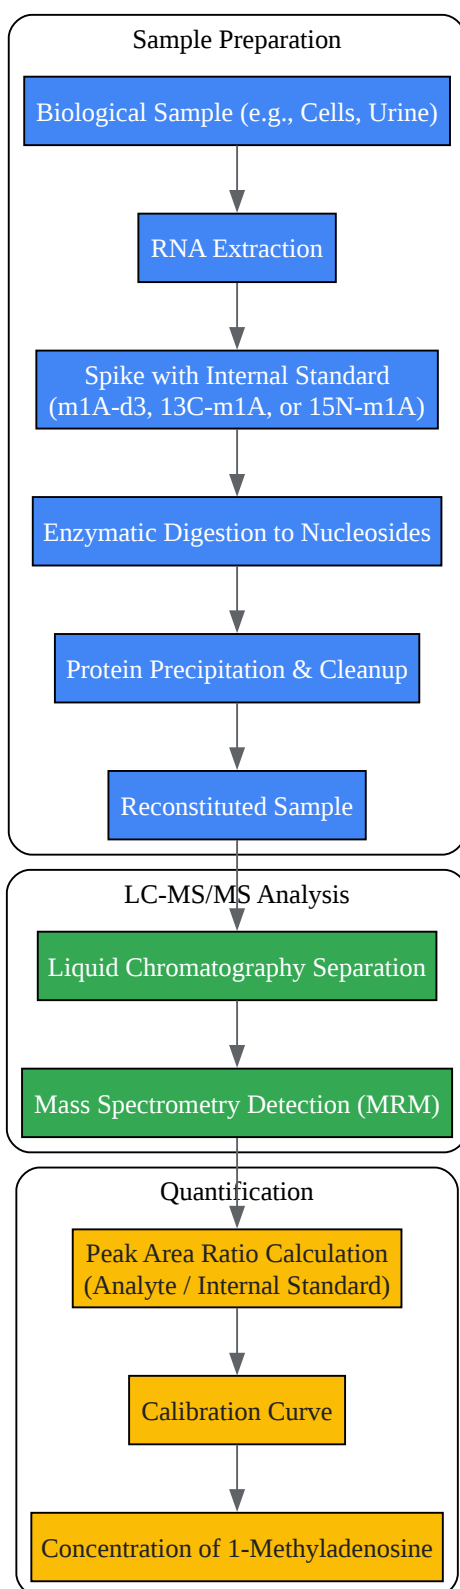 Sample Preparation
Biological Sample (e.g., Cells, Urine)
RNA Extraction
Spike with Internal Standard
(m1A-d3, 13C-m1A, or 15N-m1A)
Enzymatic Digestion to Nucleosides
Protein Precipitation & Cleanup
Reconstituted Sample
LC-MS/MS Analysis
Liquid Chromatography Separation
Mass Spectrometry Detection (MRM)
Quantification
Peak Area Ratio Calculation
(Analyte / Internal Standard)
Calibration Curve
Concentration of 1-Methyladenosine